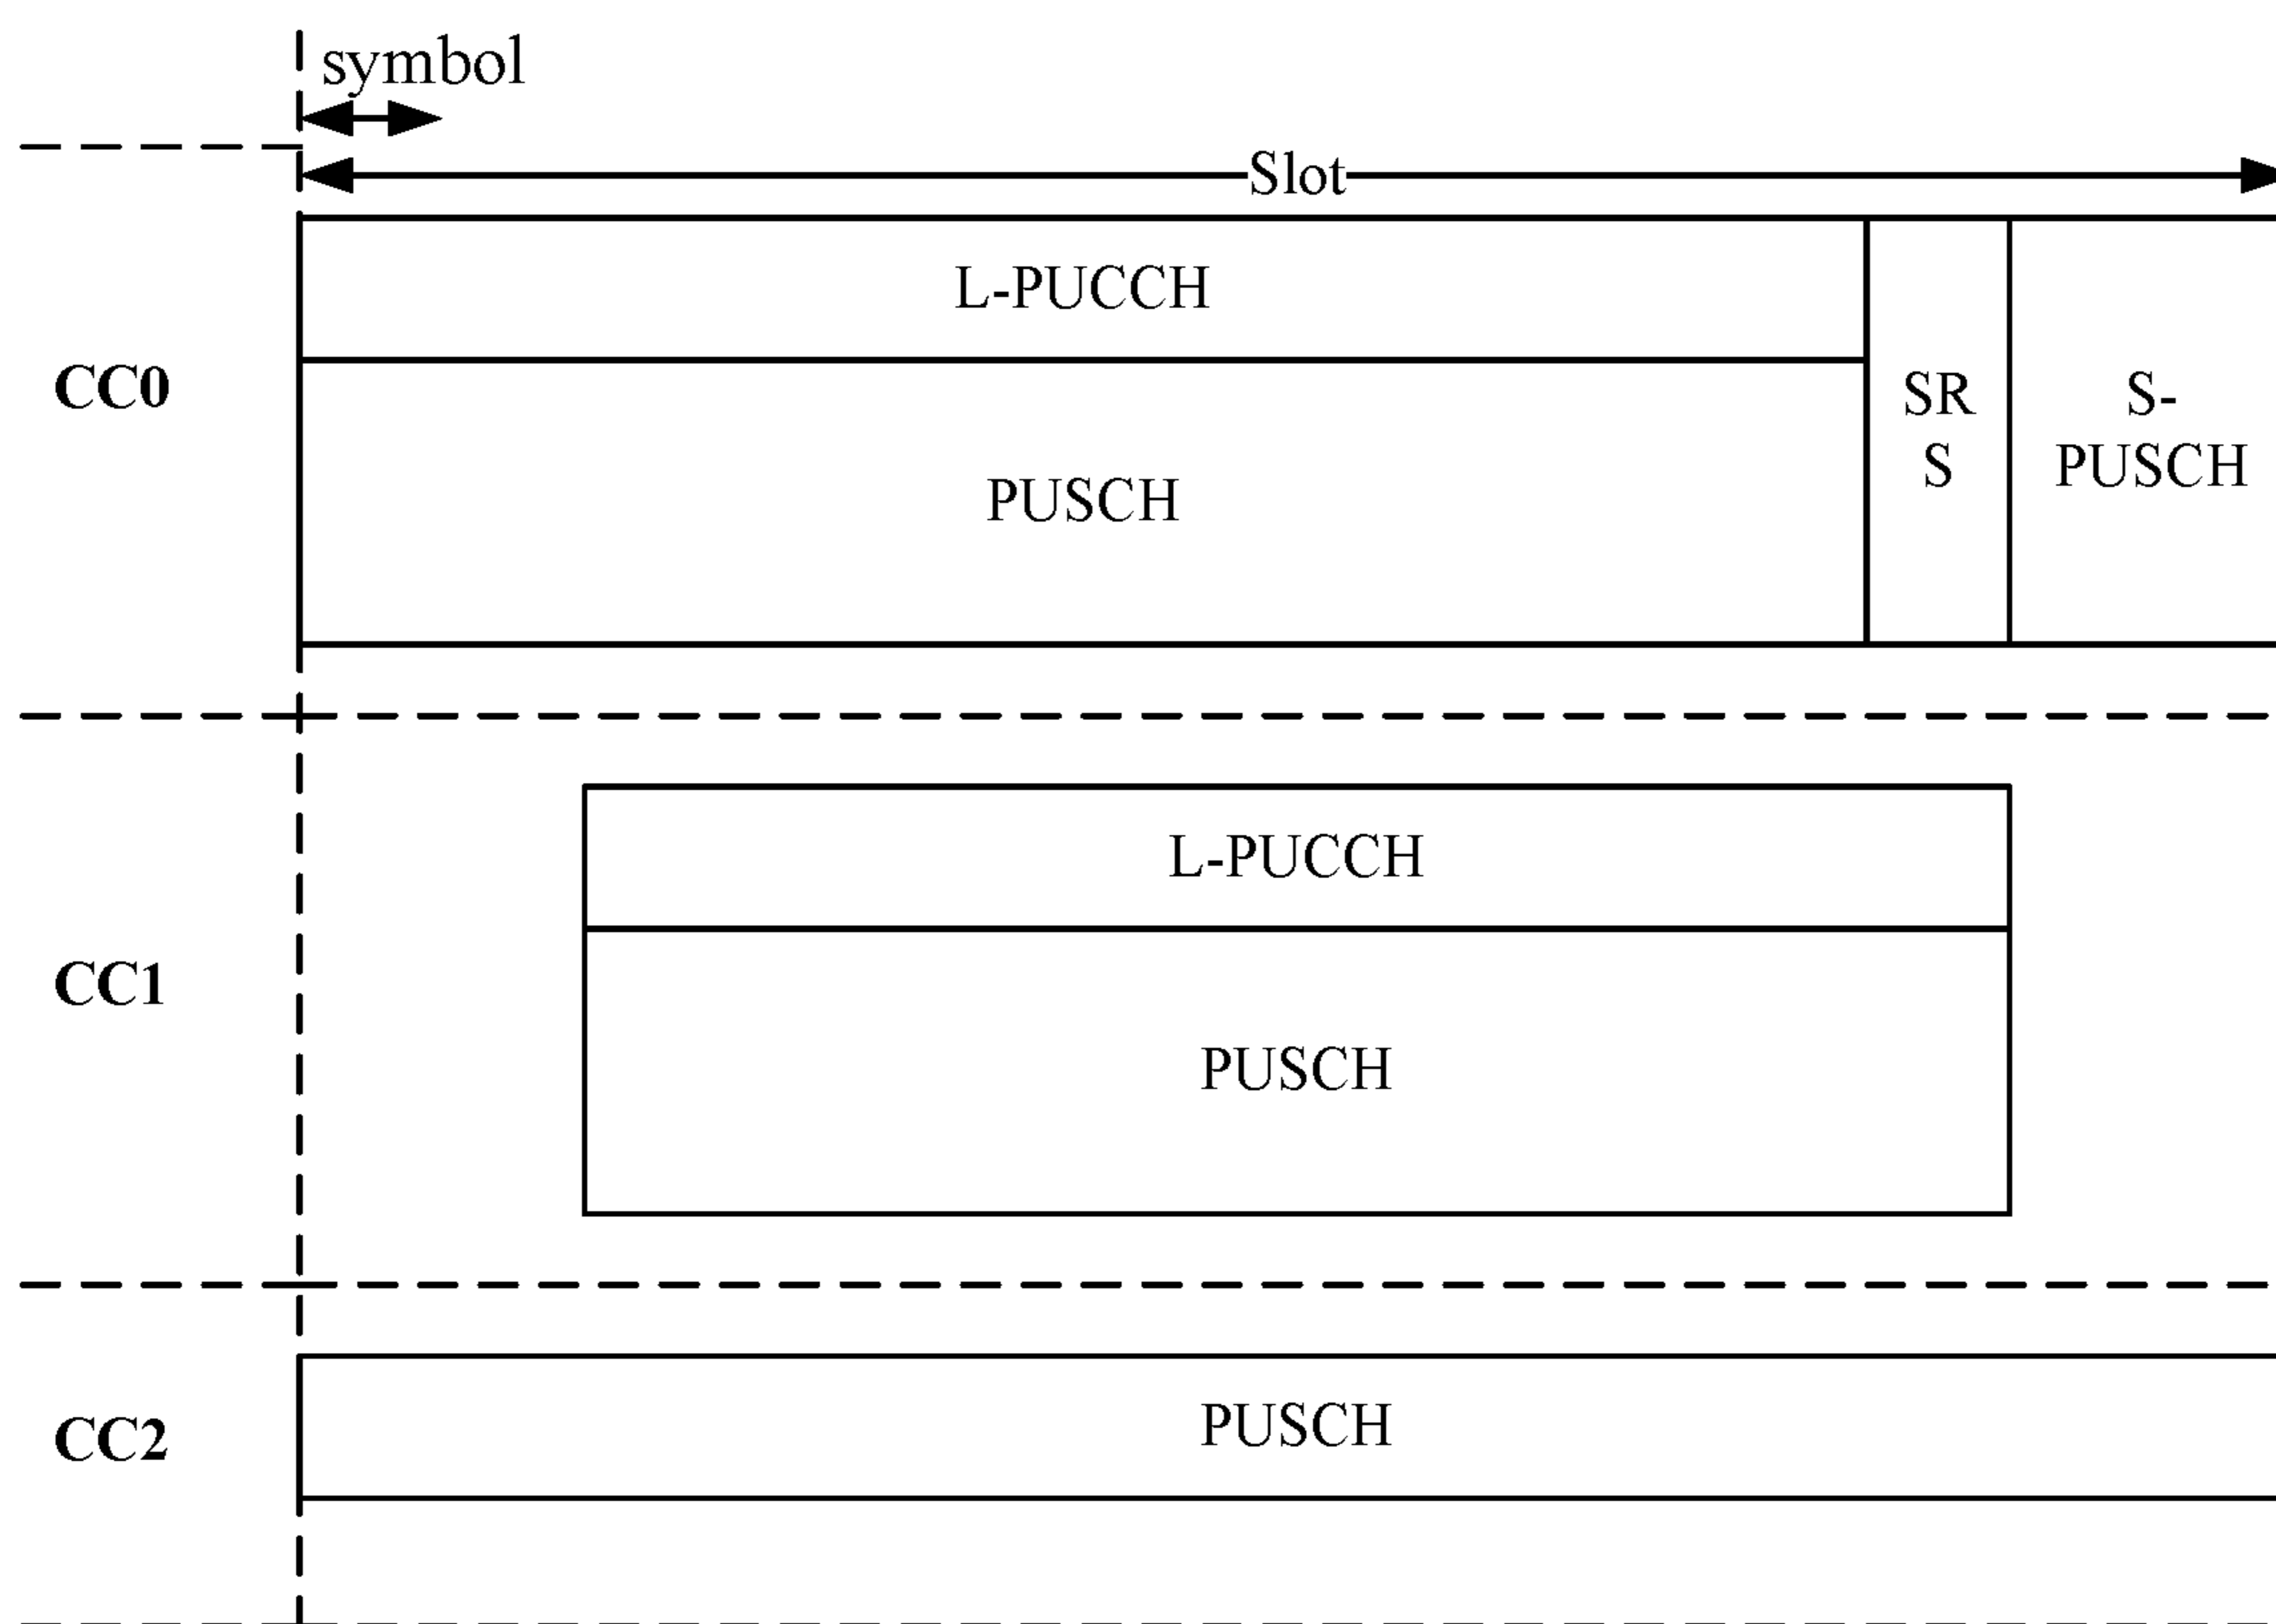 symbol
Slot
L-PUCCH
CC0
SR
S
S-
PUSCH
PUSCH
L-PUCCH
CC1
PUSCH
CC2
PUSCH